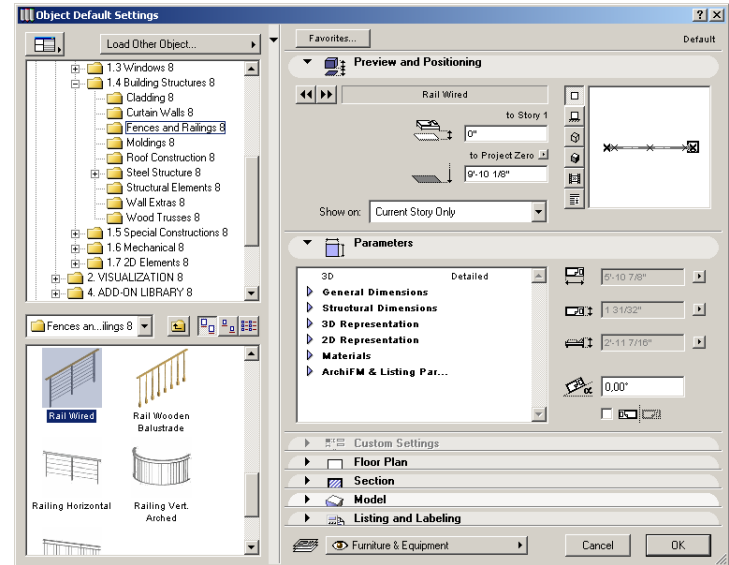 Object Default Settings
Load Other Object...
1.3 Windows 8
1.4 Building Structures 8
Cladding 8
Curtain Walls 8
Fences and Railings 8
Moldings 8
Roof Construction 8
Steel Structure 8
Structural Elements 8
Wall Extras 8
Wood Trusses 8
1.5 Special Constructions 8
1.6 Mechanical 8
1.7 2D Elements 8
2. VISUALIZATION 8
4. ADD-ON LIBRARY 8
Fences an...ilings 8
Rail Wired
Rail Wooden
Balustrade
Railing Horizontal
Railing Vert.
Arched
Favorites...
Default
Preview and Positioning
Rail Wired
to Story 1
0"
to Project Zero
9'-10 1/8"
Show on: Current Story Only
Parameters
3D Detailed
General Dimensions
Structural Dimensions
3D Representation
2D Representation
Materials
ArchiFM & Listing Par...
5'-10 7/8"
1 31/32"
2'-11 7/16"
α 0,00°
Custom Settings
Floor Plan
Section
Model
Listing and Labeling
Furniture & Equipment
Cancel
OK